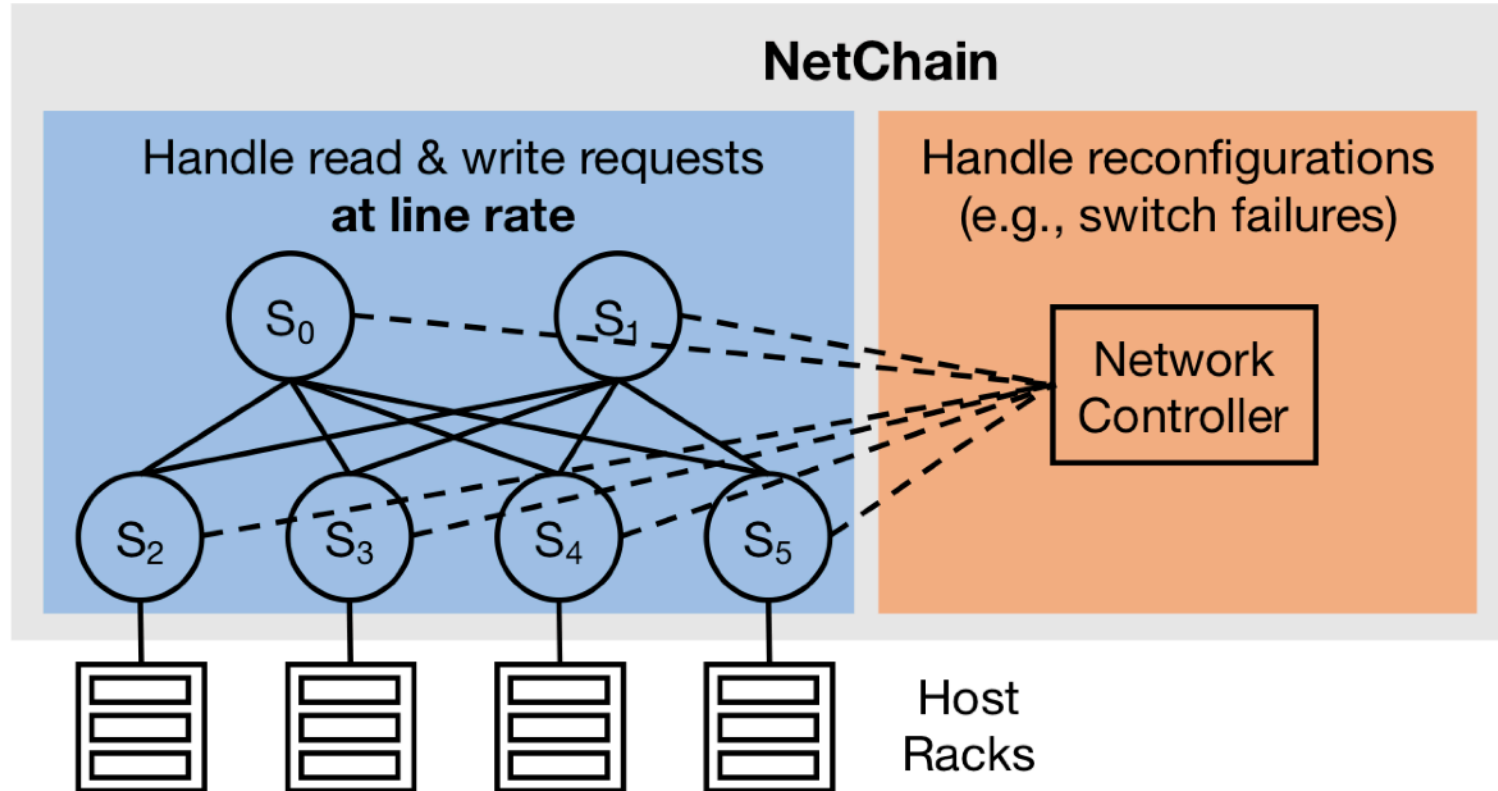 NetChain
Handle read & write requests
at line rate
Handle reconfigurations
(e.g., switch failures)
S₀
S₁
Network
Controller
S₂
S₃
S₄
S₅
Host
Racks